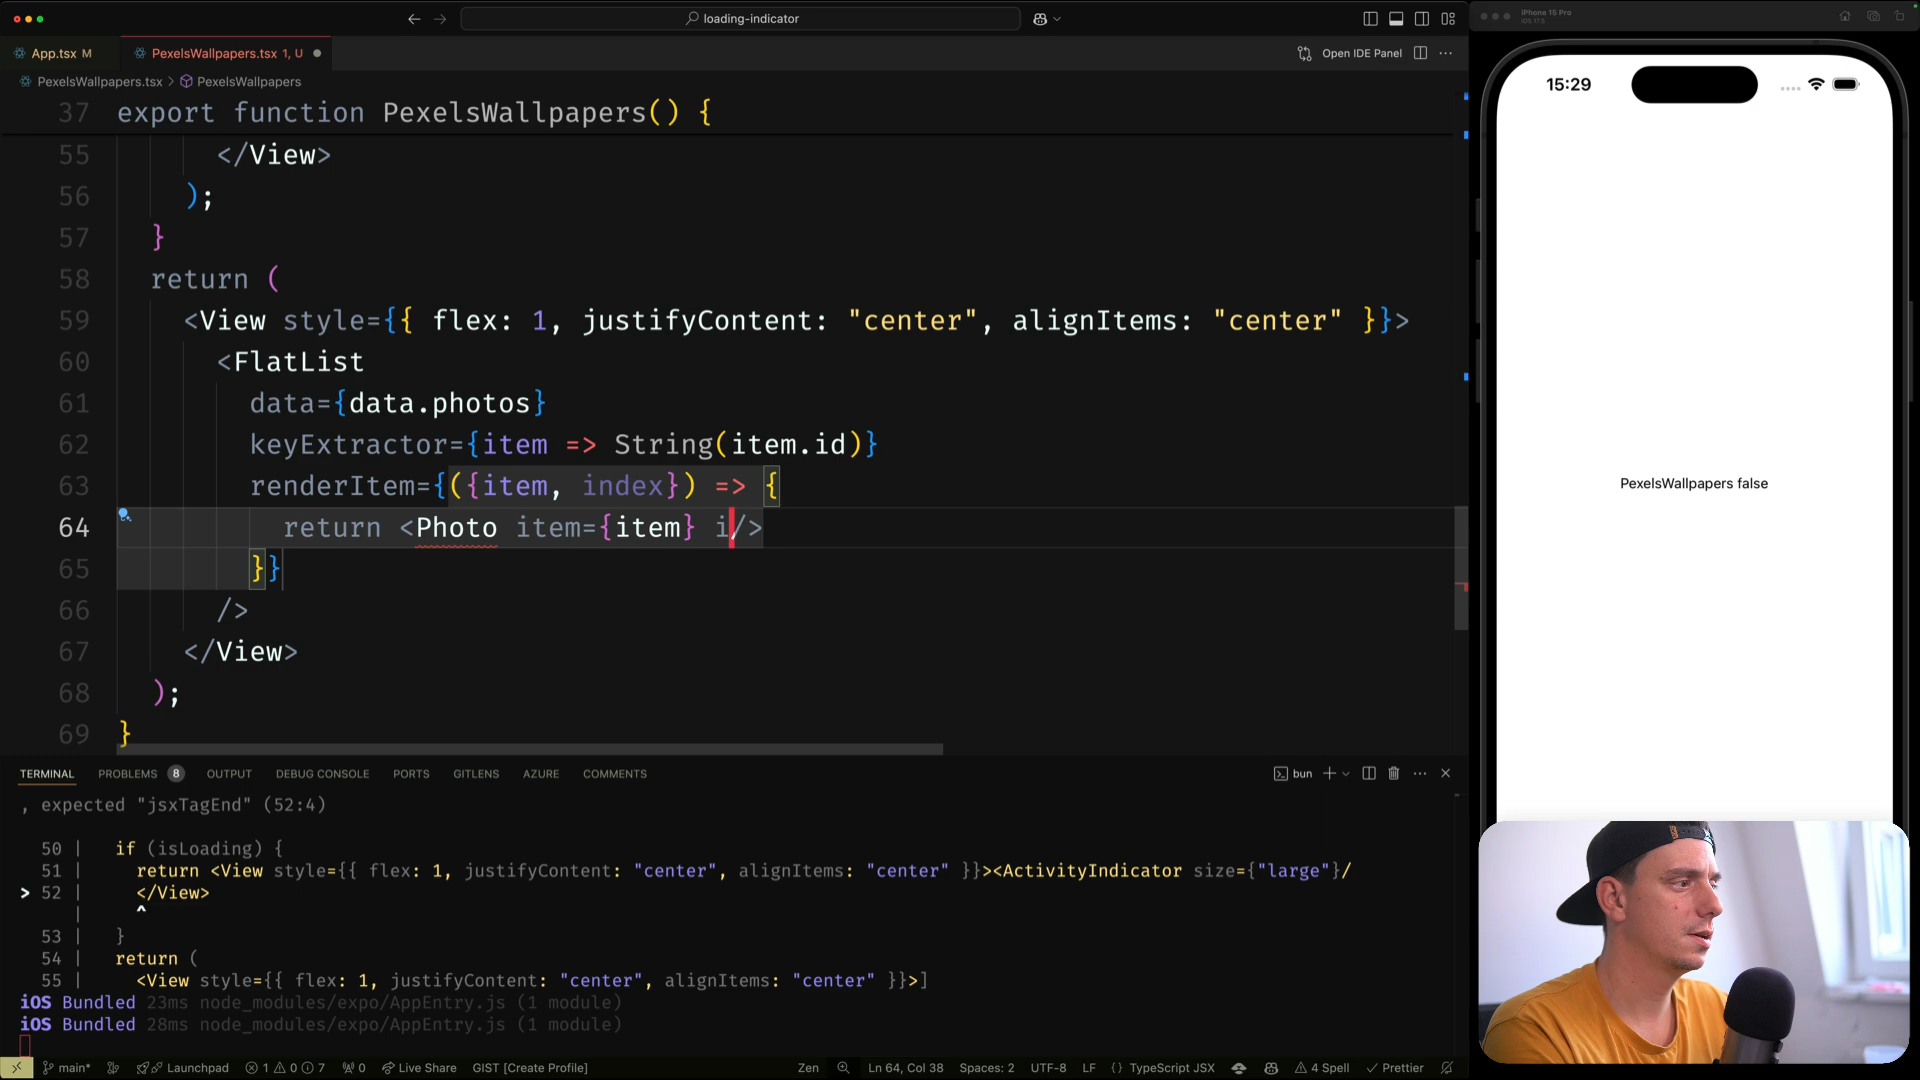 loading-indicator
iPhone 15 Pro
iOS 17.5
App.tsx M
PexelsWallpapers.tsx 1, U
Open IDE Panel
PexelsWallpapers.tsx > PexelsWallpapers
15:29
37 export function PexelsWallpapers() {
55 </View>
56 );
57 }
58 return (
59 <View style={{ flex: 1, justifyContent: "center", alignItems: "center" }}>
60 <FlatList
61 data={data.photos}
62 keyExtractor={item => String(item.id)}
63 renderItem={({item, index}) => {
64 return <Photo item={item} i/>
65 }}
66 />
67 </View>
68 );
69 }
PexelsWallpapers false
TERMINAL PROBLEMS 8 OUTPUT DEBUG CONSOLE PORTS GITLENS AZURE COMMENTS
bun
, expected "jsxTagEnd" (52:4)
50 | if (isLoading) {
51 | return <View style={{ flex: 1, justifyContent: "center", alignItems: "center" }}><ActivityIndicator size={"large"}/
> 52 | </View>
| ^
53 | }
54 | return (
55 | <View style={{ flex: 1, justifyContent: "center", alignItems: "center" }}>]
iOS Bundled 23ms node_modules/expo/AppEntry.js (1 module)
iOS Bundled 28ms node_modules/expo/AppEntry.js (1 module)
main* Launchpad 1 0 7 0 Live Share GIST [Create Profile] Zen Ln 64, Col 38 Spaces: 2 UTF-8 LF {} TypeScript JSX 4 Spell Prettier